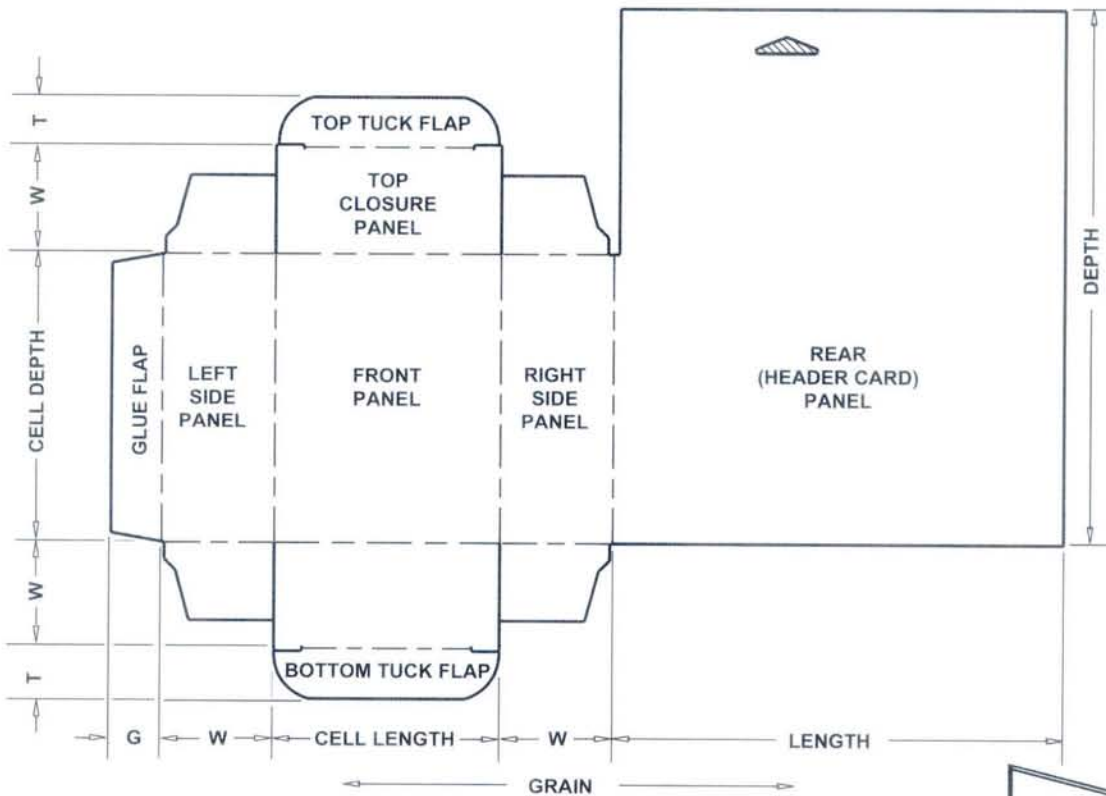 TOP TUCK FLAP
T
TOP
CLOSURE
PANEL
W
DEPTH
CELL DEPTH
GLUE FLAP
LEFT
SIDE
PANEL
FRONT
PANEL
RIGHT
SIDE
PANEL
REAR
(HEADER CARD)
PANEL
W
BOTTOM TUCK FLAP
T
G
W
CELL LENGTH
W
LENGTH
GRAIN